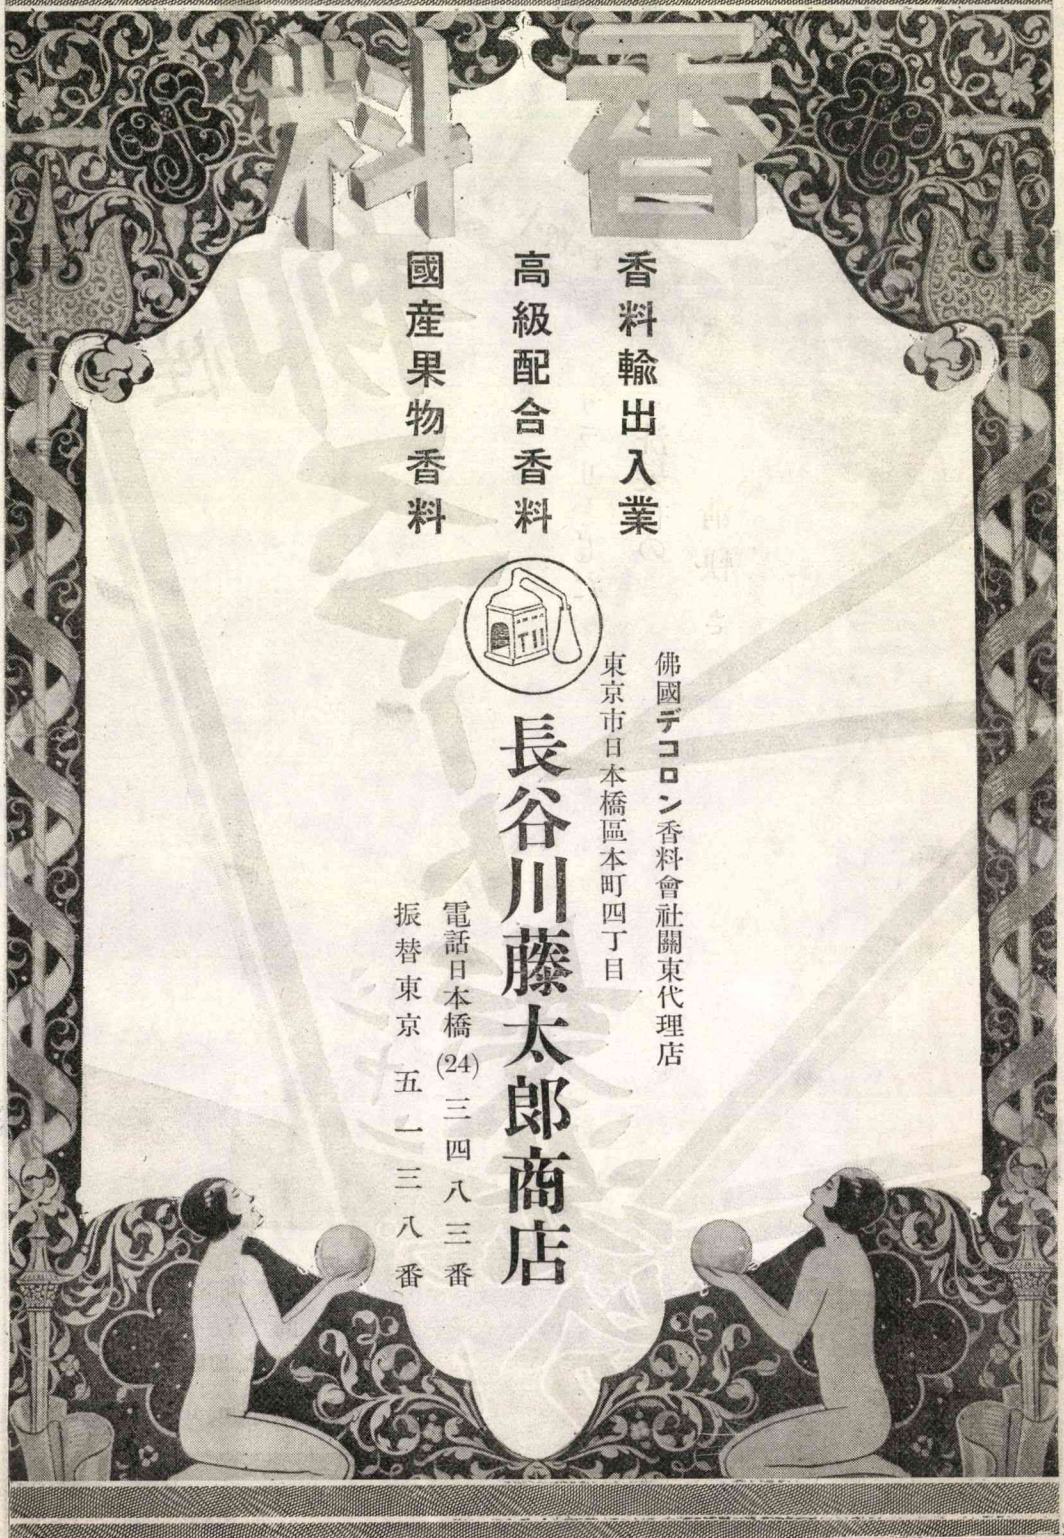 香料
香料輸出入業
高級配合香料
國産果物香料
佛國デコロン香料會社關東代理店
東京市日本橋區本町四丁目
長谷川藤太郎商店
電話日本橋(24)三四八三番
振替東京 五一三八番